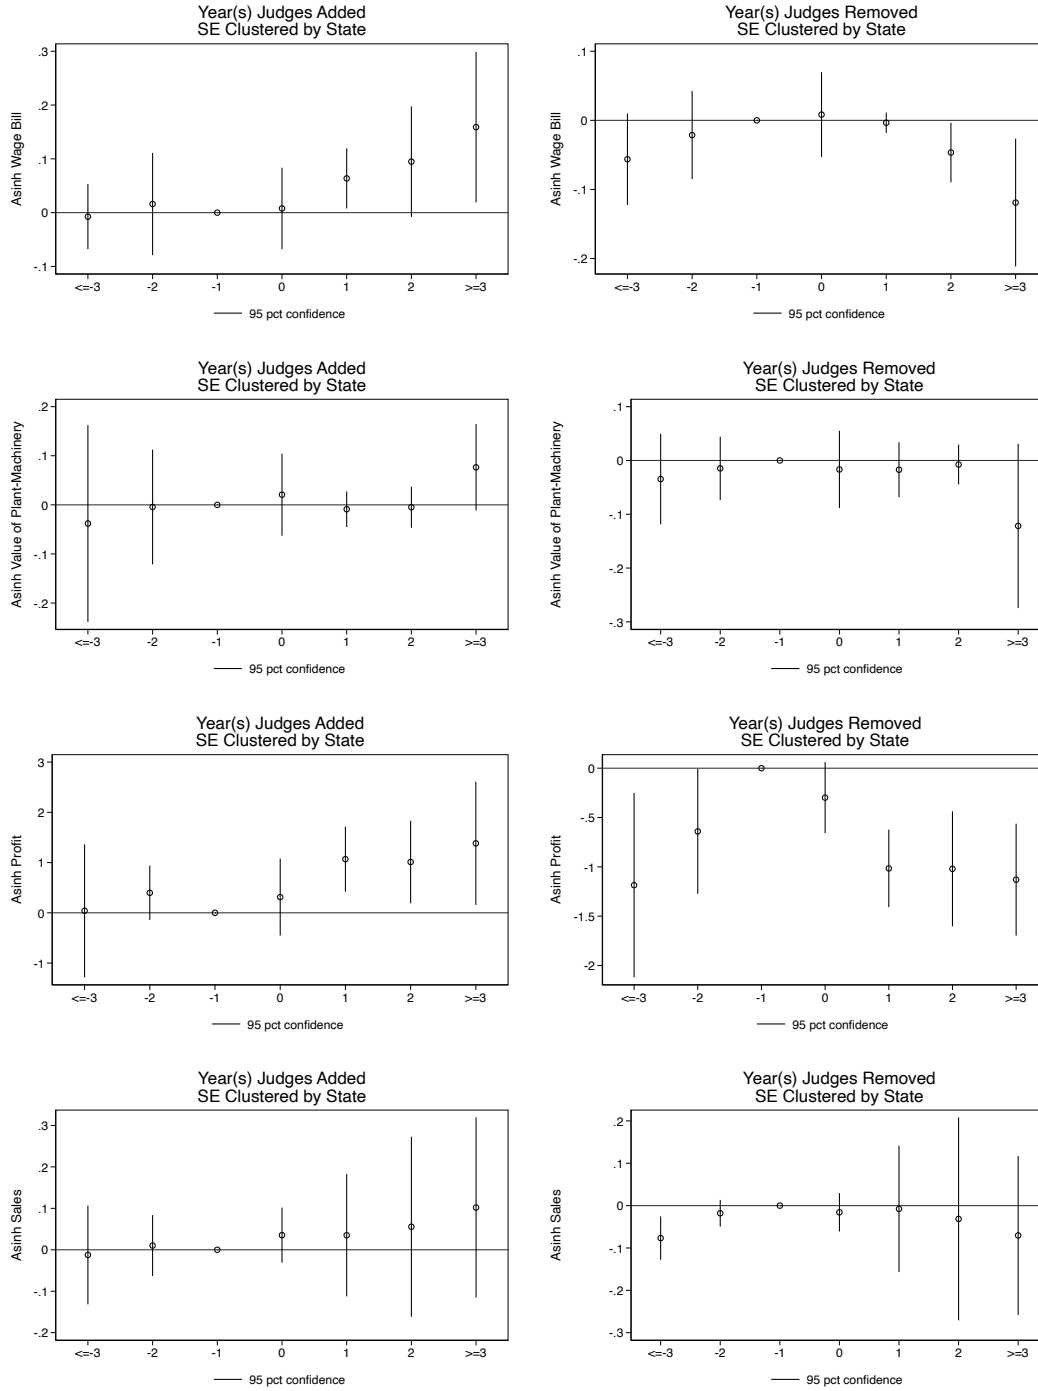 Year(s) Judges Added
SE Clustered by State
Asinh Wage Bill
.3
.2
.1
0
-.1
<=-3 -2 -1 0 1 2 >=3
95 pct confidence
Year(s) Judges Removed
SE Clustered by State
Asinh Wage Bill
.1
0
-.1
-.2
<=-3 -2 -1 0 1 2 >=3
95 pct confidence
Year(s) Judges Added
SE Clustered by State
Asinh Value of Plant-Machinery
.2
.1
0
-.1
-.2
<=-3 -2 -1 0 1 2 >=3
95 pct confidence
Year(s) Judges Removed
SE Clustered by State
Asinh Value of Plant-Machinery
.1
0
-.1
-.2
-.3
<=-3 -2 -1 0 1 2 >=3
95 pct confidence
Year(s) Judges Added
SE Clustered by State
Asinh Profit
3
2
1
0
-1
<=-3 -2 -1 0 1 2 >=3
95 pct confidence
Year(s) Judges Removed
SE Clustered by State
Asinh Profit
0
-.5
-1
-1.5
-2
<=-3 -2 -1 0 1 2 >=3
95 pct confidence
Year(s) Judges Added
SE Clustered by State
Asinh Sales
.3
.2
.1
0
-.1
-.2
<=-3 -2 -1 0 1 2 >=3
95 pct confidence
Year(s) Judges Removed
SE Clustered by State
Asinh Sales
.2
.1
0
-.1
-.2
-.3
<=-3 -2 -1 0 1 2 >=3
95 pct confidence